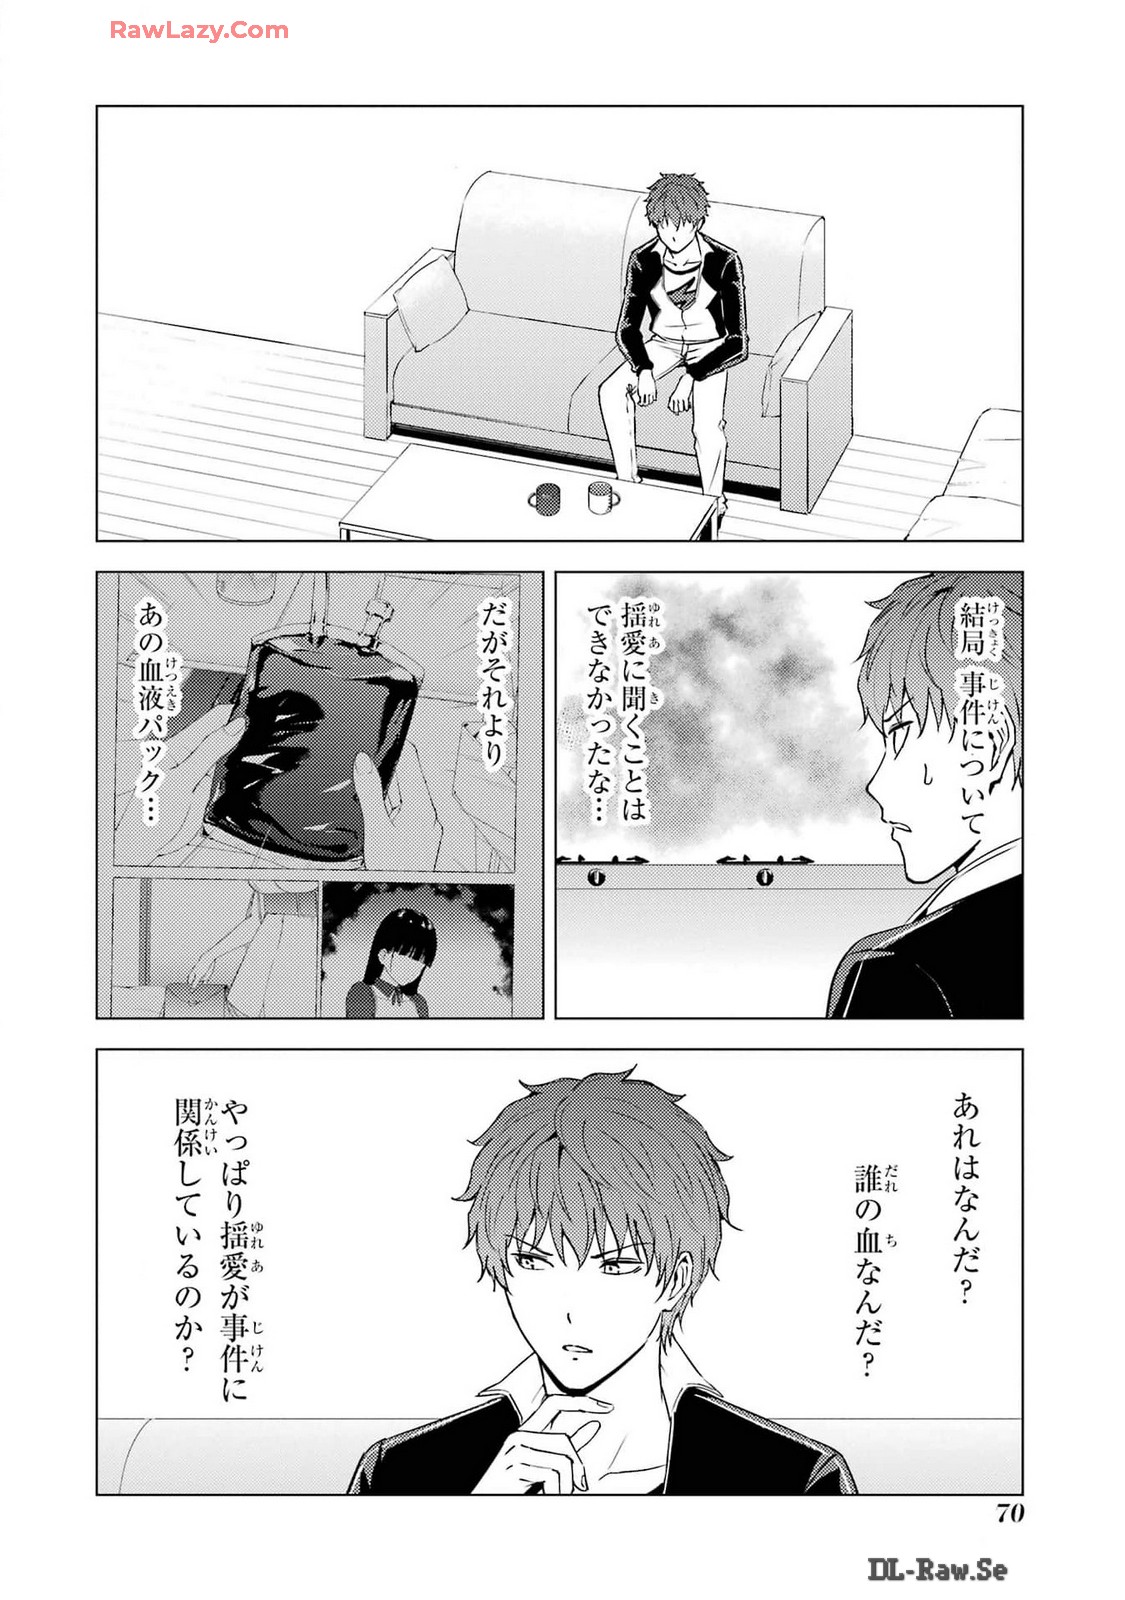 RawLazy.Com
結局 事件について
揺愛に聞くことは
できなかったな…
だがそれより
あの血液パック…
あれはなんだ?
誰の血なんだ?
やっぱり揺愛が事件に
関係しているのか?
70
DL-Raw.Se